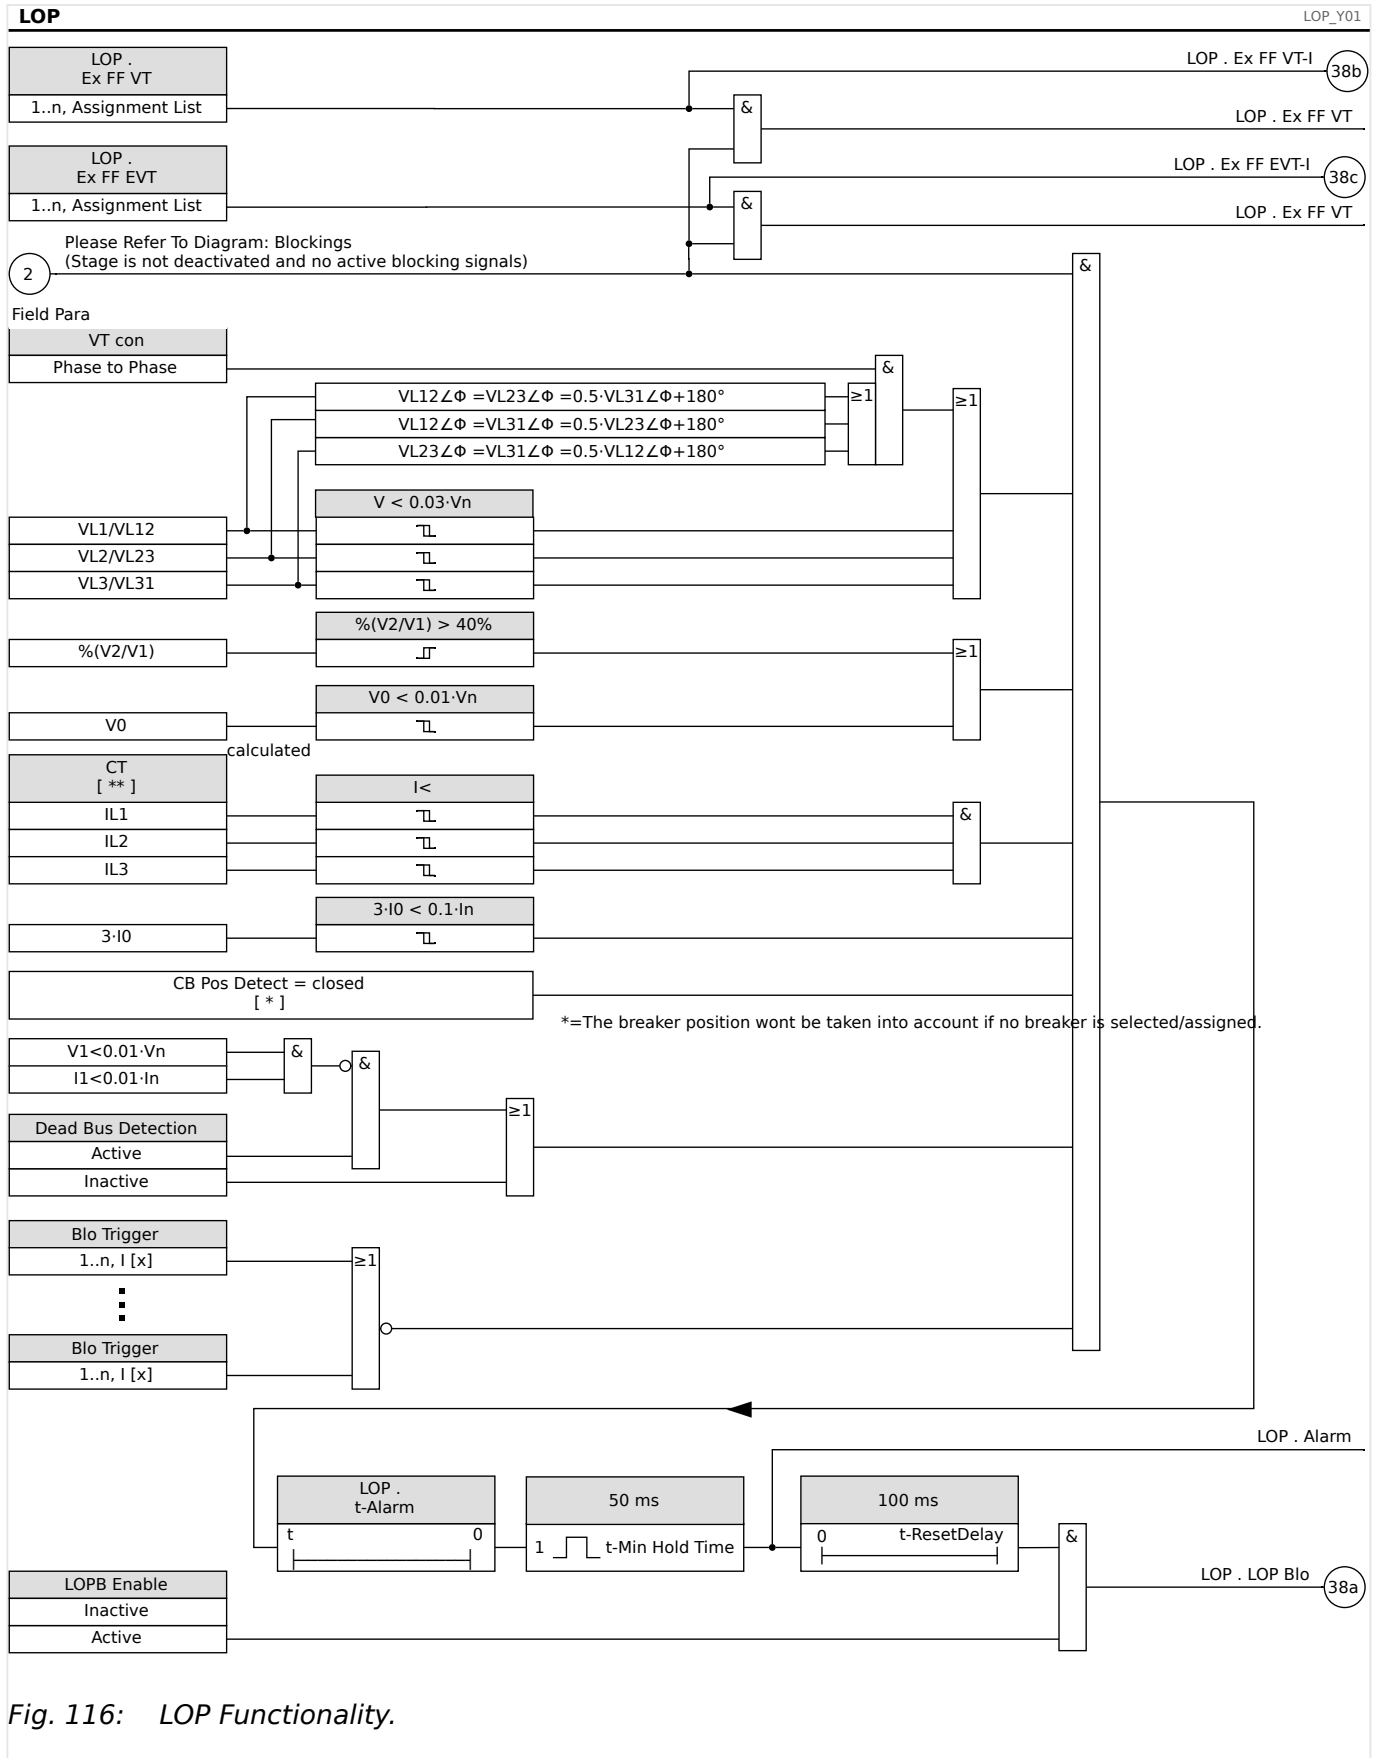 LOP
LOP_Y01
LOP .
Ex FF VT
1..n, Assignment List
LOP . Ex FF VT-I
38b
&
LOP . Ex FF VT
LOP .
Ex FF EVT
1..n, Assignment List
LOP . Ex FF EVT-I
38c
&
LOP . Ex FF VT
2
Please Refer To Diagram: Blockings
(Stage is not deactivated and no active blocking signals)
&
Field Para
VT con
Phase to Phase
&
VL12∠Φ =VL23∠Φ =0.5·VL31∠Φ+180°
VL12∠Φ =VL31∠Φ =0.5·VL23∠Φ+180°
VL23∠Φ =VL31∠Φ =0.5·VL12∠Φ+180°
≥1
≥1
V < 0.03·Vn
VL1/VL12
VL2/VL23
VL3/VL31
%(V2/V1) > 40%
%(V2/V1)
≥1
V0 < 0.01·Vn
V0
calculated
CT
[ ** ]
I<
IL1
IL2
IL3
&
3·I0 < 0.1·In
3·I0
CB Pos Detect = closed
[ * ]
*=The breaker position wont be taken into account if no breaker is selected/assigned.
V1<0.01·Vn
I1<0.01·In
&
&
≥1
Dead Bus Detection
Active
Inactive
Blo Trigger
1..n, I [x]
≥1
Blo Trigger
1..n, I [x]
LOP . Alarm
LOP .
t-Alarm
t 0
50 ms
1 t-Min Hold Time
100 ms
0 t-ResetDelay
&
LOPB Enable
Inactive
Active
LOP . LOP Blo
38a
Fig. 116: LOP Functionality.